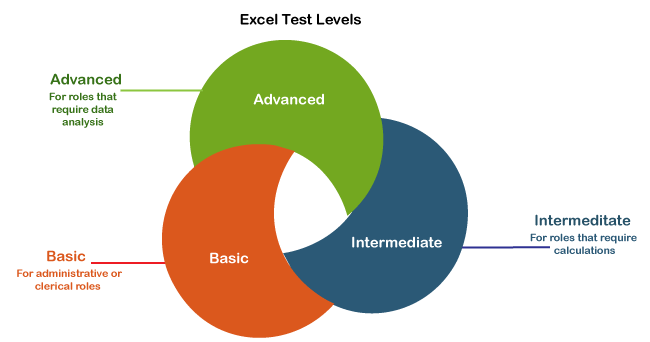 Excel Test Levels
Advanced
For roles that
require data
analysis
Advanced
Intermeditate
For roles that require
calculations
Intermediate
Basic
For administrative or
clerical roles
Basic